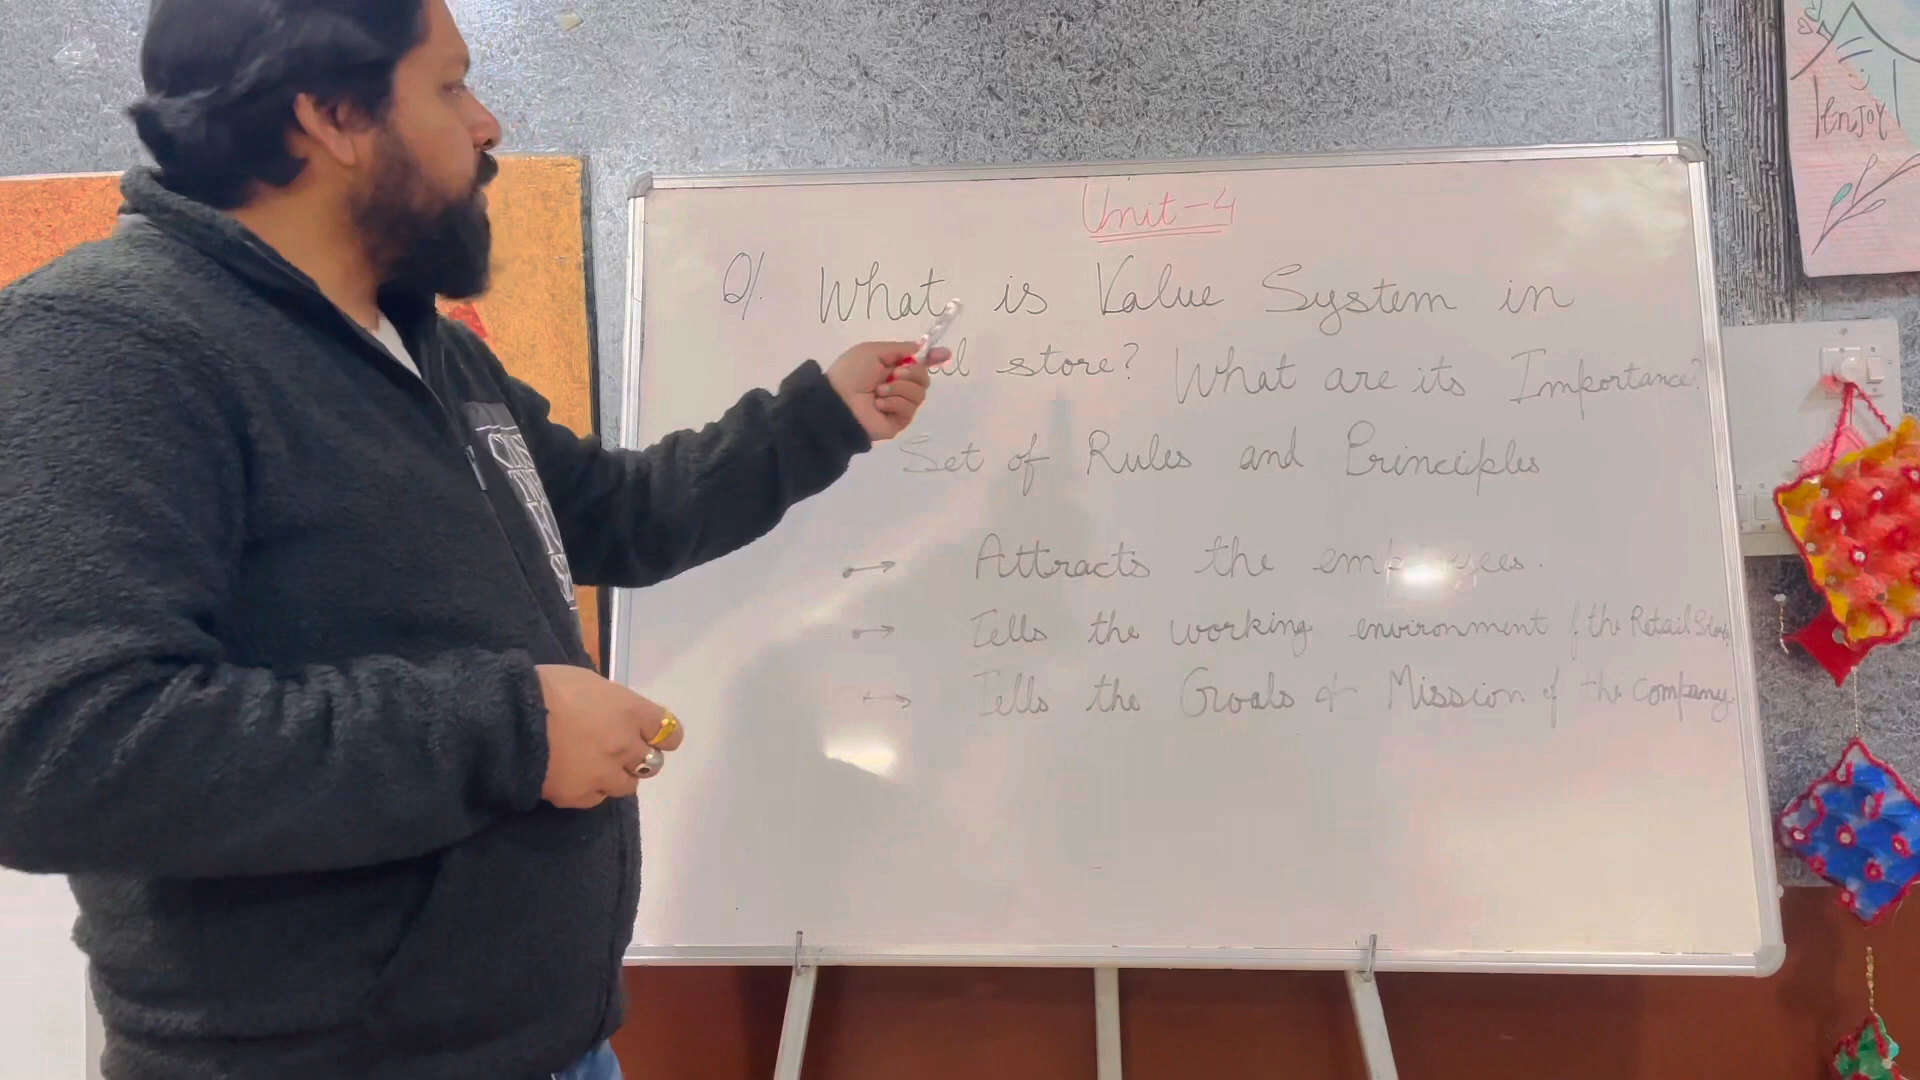 Unit-4
Q/. What is Value System in
store? What are its Importance?
Set of Rules and Principles
Attracts the employees.
Tells the working environment of the Retail Store
Tells the Goals & Mission of the Company.
Enjoy